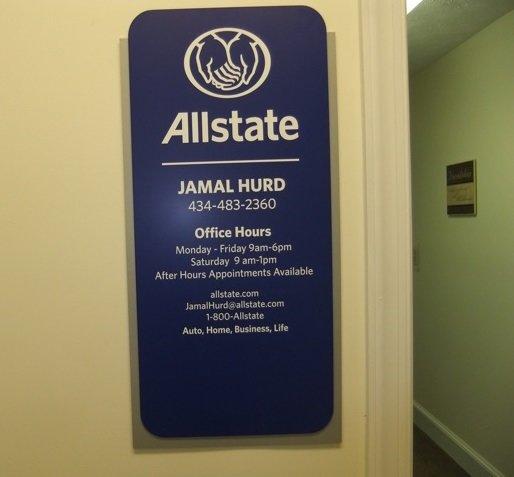 Allstate
JAMAL HURD
434-483-2360
Office Hours
Monday - Friday 9am-6pm
Saturday 9 am-1pm
After Hours Appointments Available
allstate.com
JamalHurd@allstate.com
1-800-Allstate
Auto, Home, Business, Life